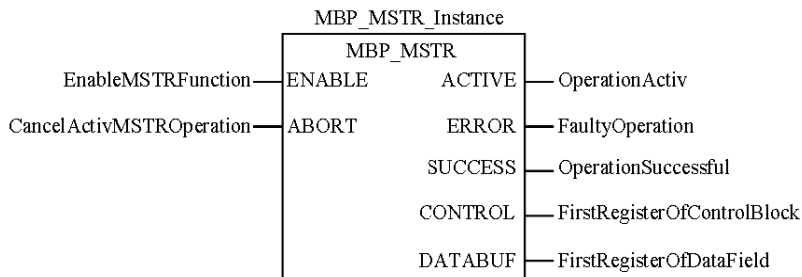 MBP_MSTR_Instance
MBP_MSTR
EnableMSTRFunction ENABLE ACTIVE OperationActiv
CancelActivMSTROperation ABORT ERROR FaultyOperation
SUCCESS OperationSuccessful
CONTROL FirstRegisterOfControlBlock
DATABUF FirstRegisterOfDataField